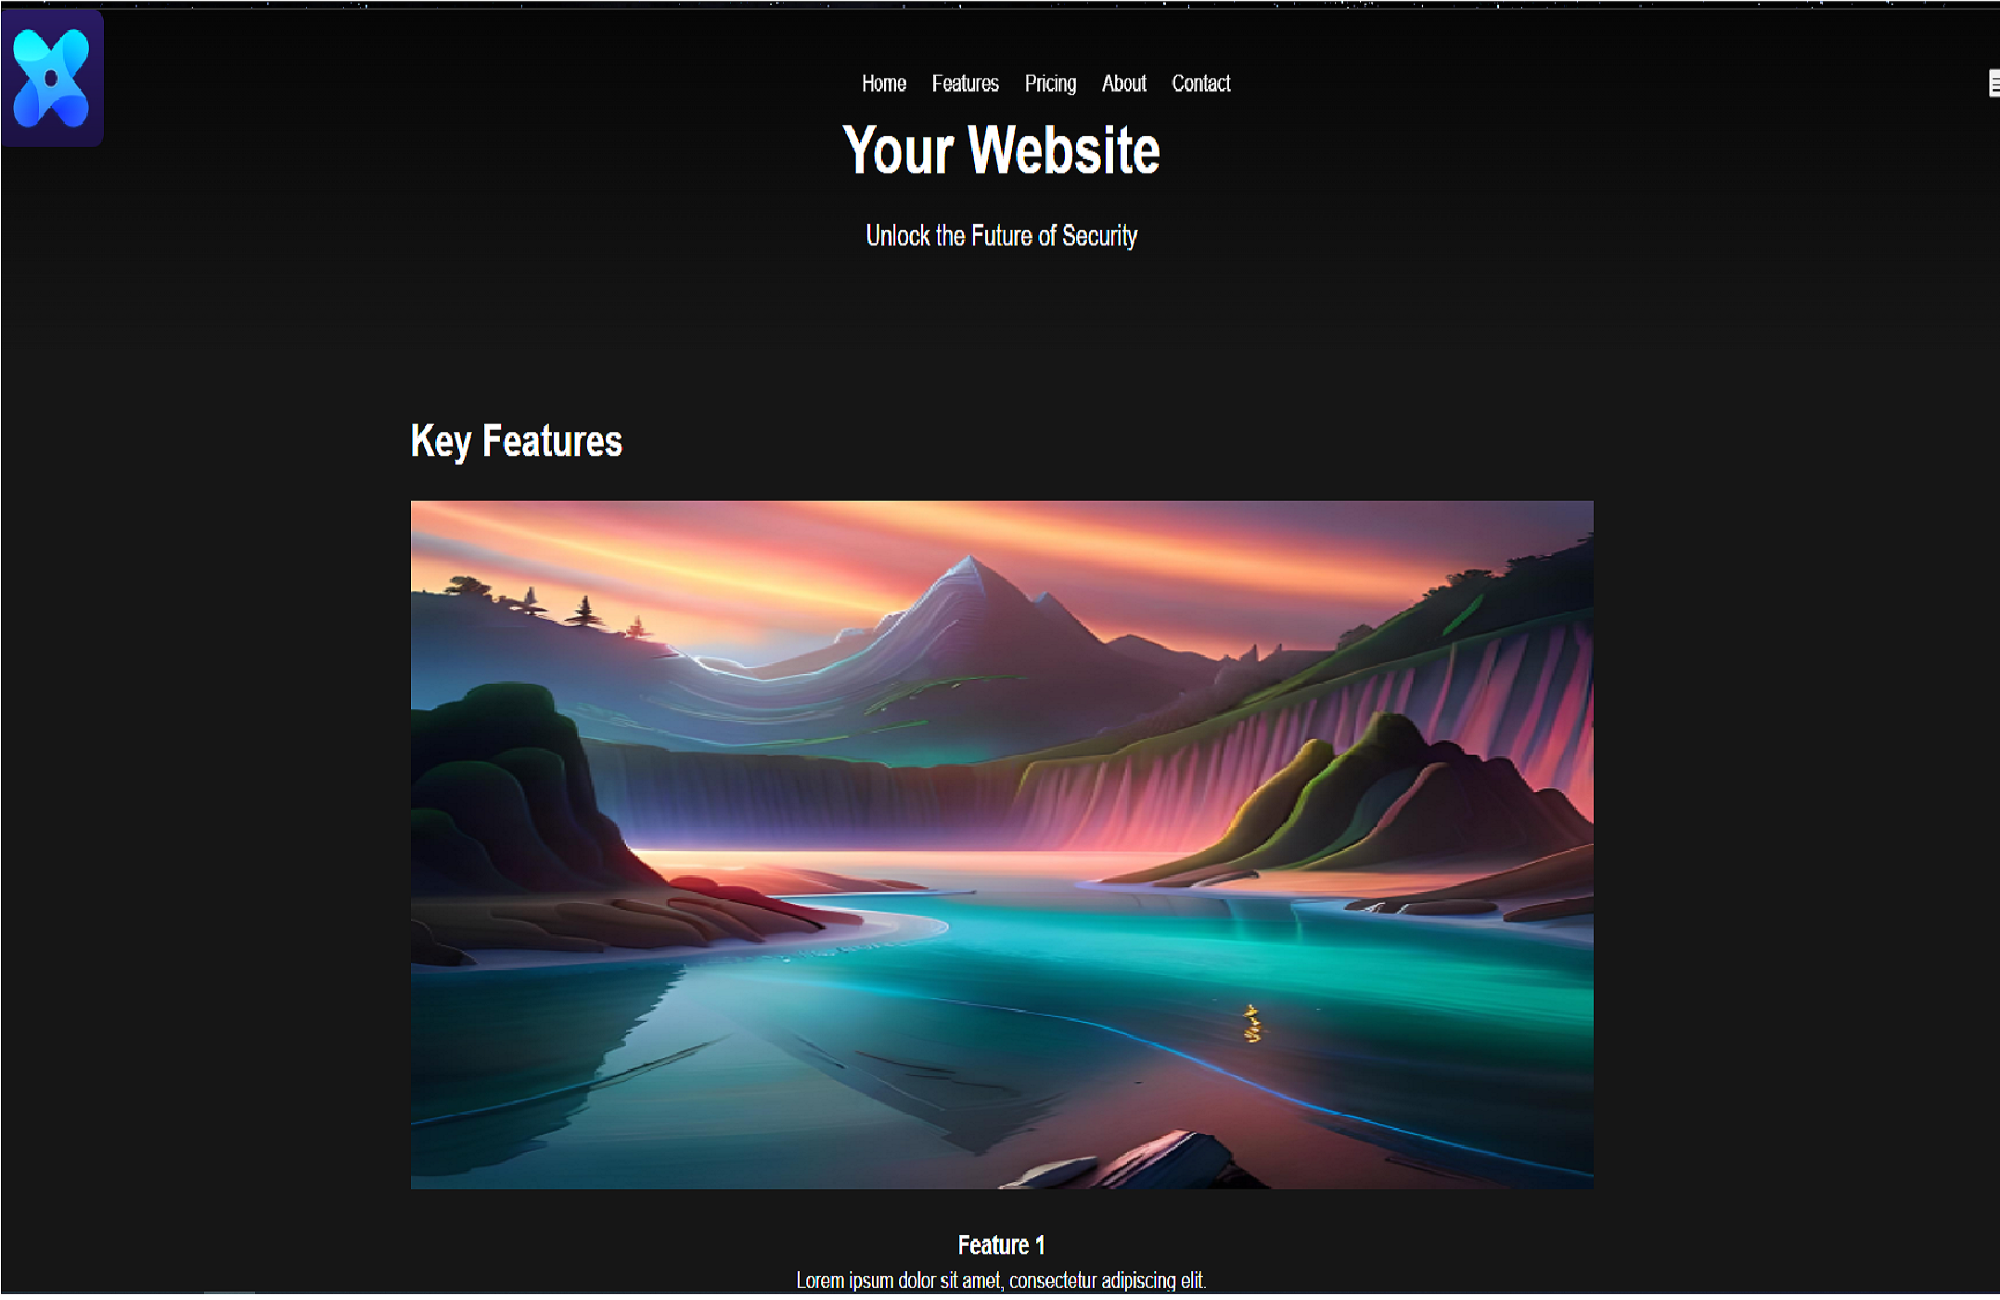 Home Features Pricing About Contact
Your Website
Unlock the Future of Security
Key Features
Feature 1
Lorem ipsum dolor sit amet, consectetur adipiscing elit.